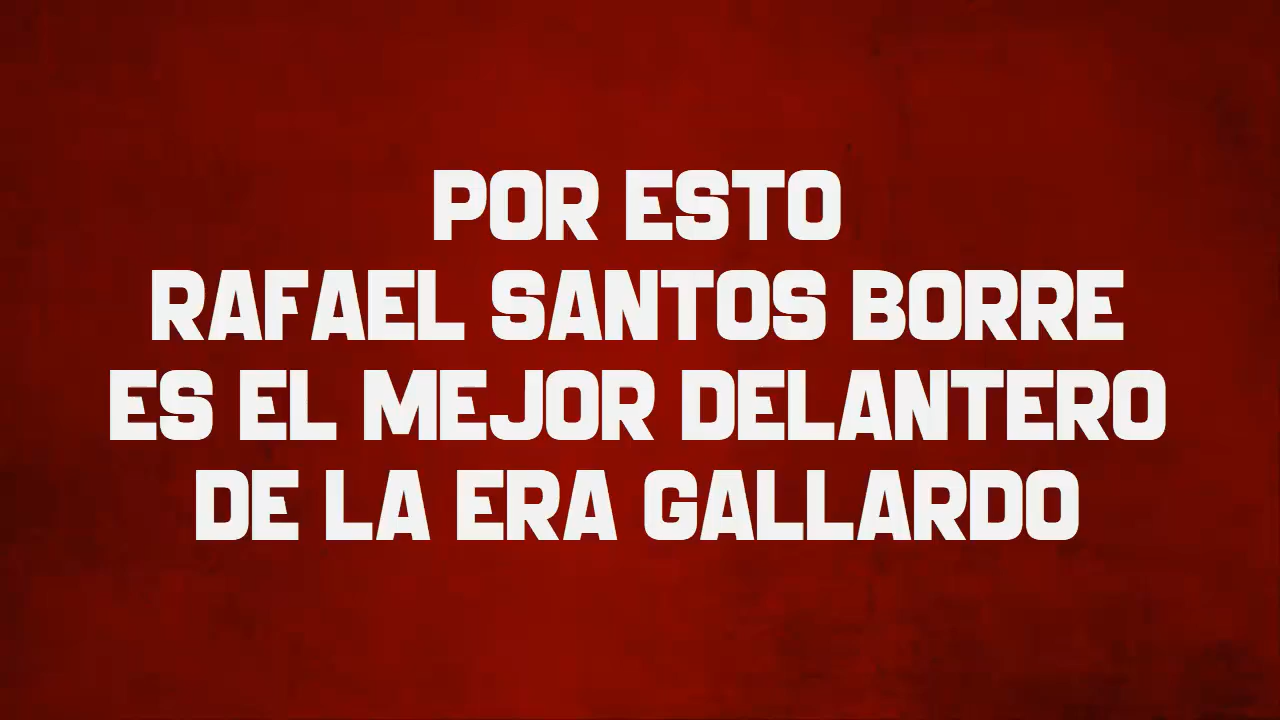 POR ESTO
RAFAEL SANTOS BORRE
ES EL MEJOR DELANTERO
DE LA ERA GALLARDO